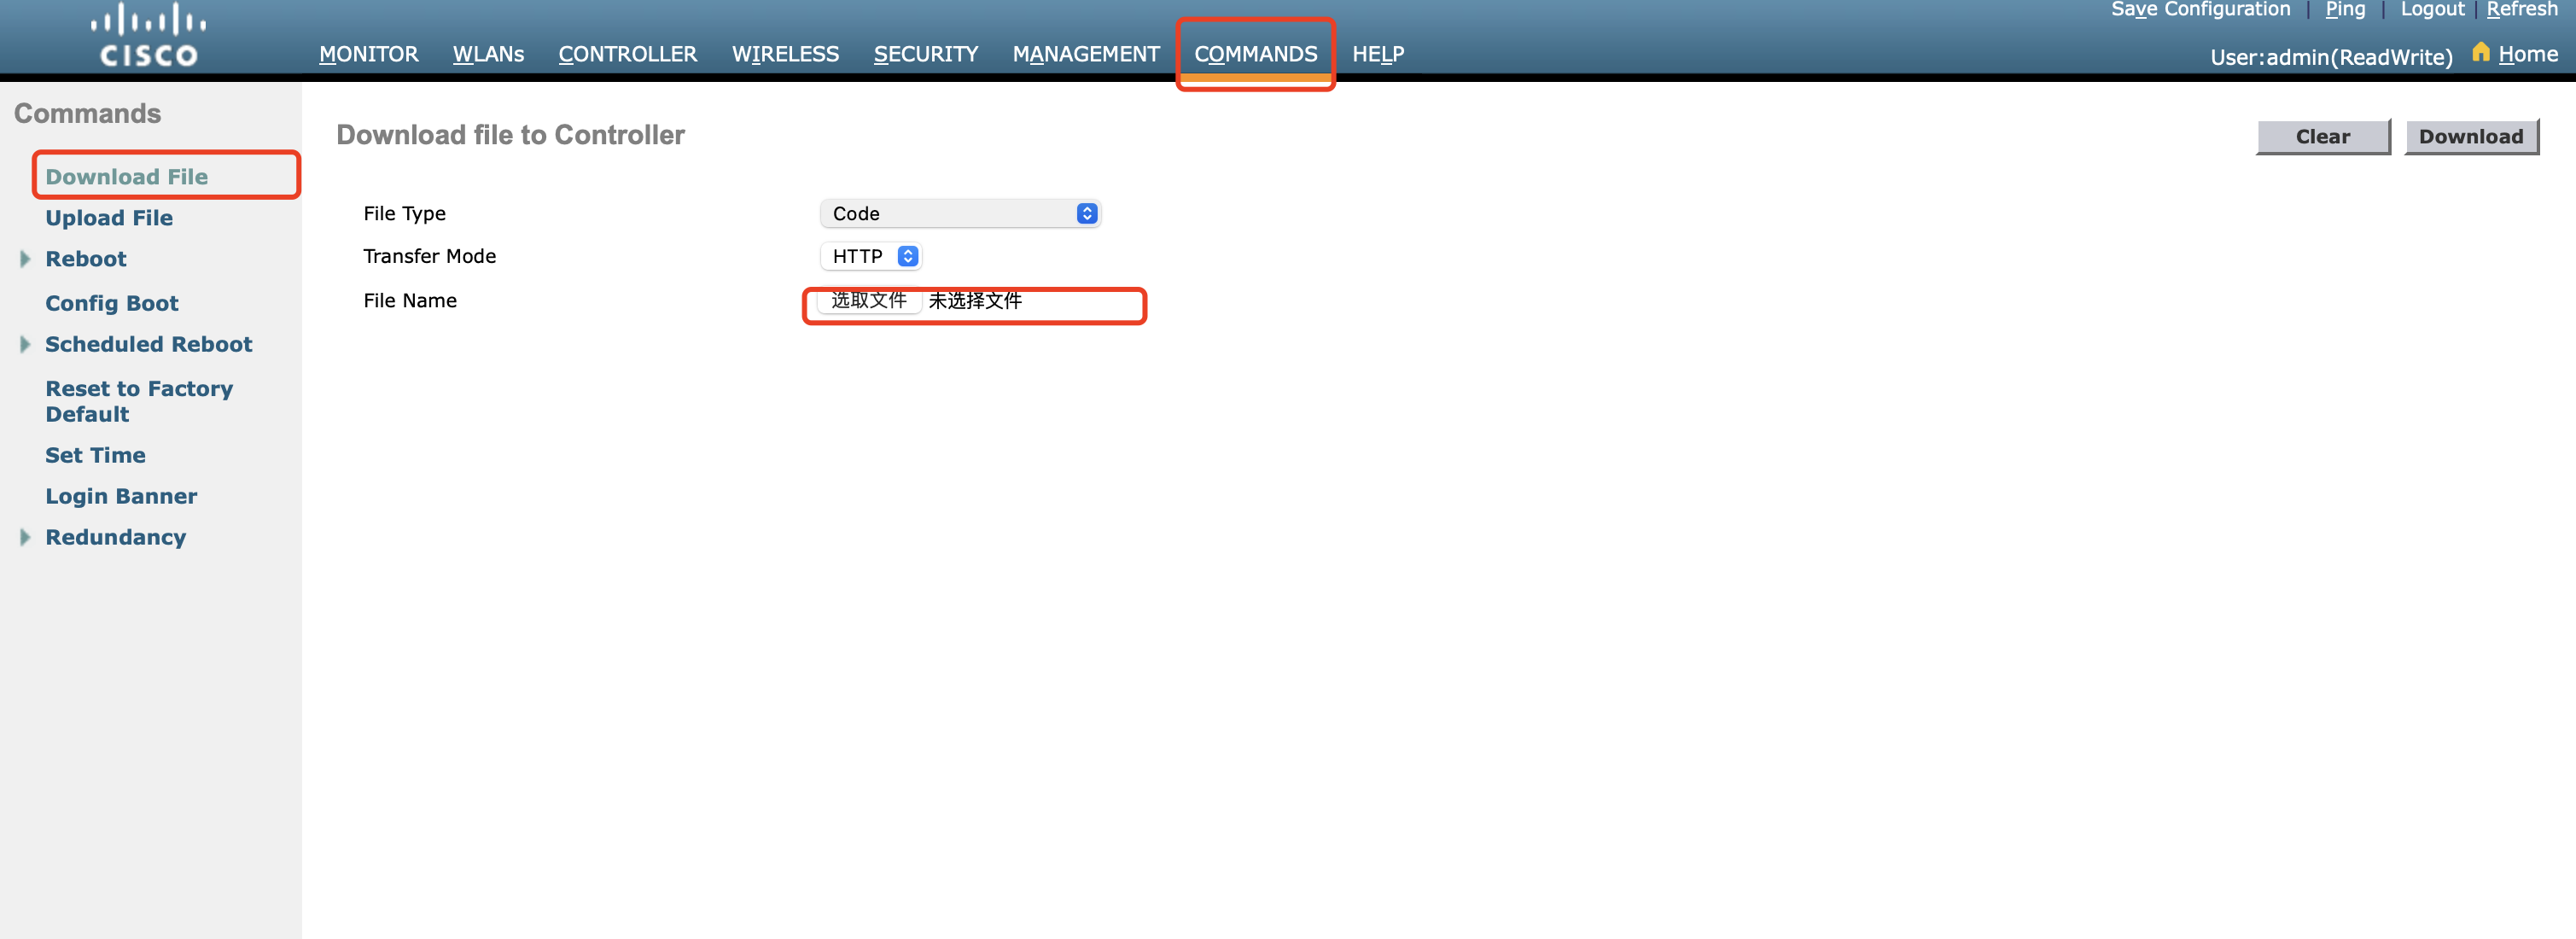 Save Configuration | Ping | Logout | Refresh
CISCO
MONITOR WLANs CONTROLLER WIRELESS SECURITY MANAGEMENT COMMANDS HELP
User:admin(ReadWrite) Home
Commands
Download File
Upload File
Reboot
Config Boot
Scheduled Reboot
Reset to Factory
Default
Set Time
Login Banner
Redundancy
Download file to Controller
Clear Download
File Type Code
Transfer Mode HTTP
File Name 选取文件 未选择文件